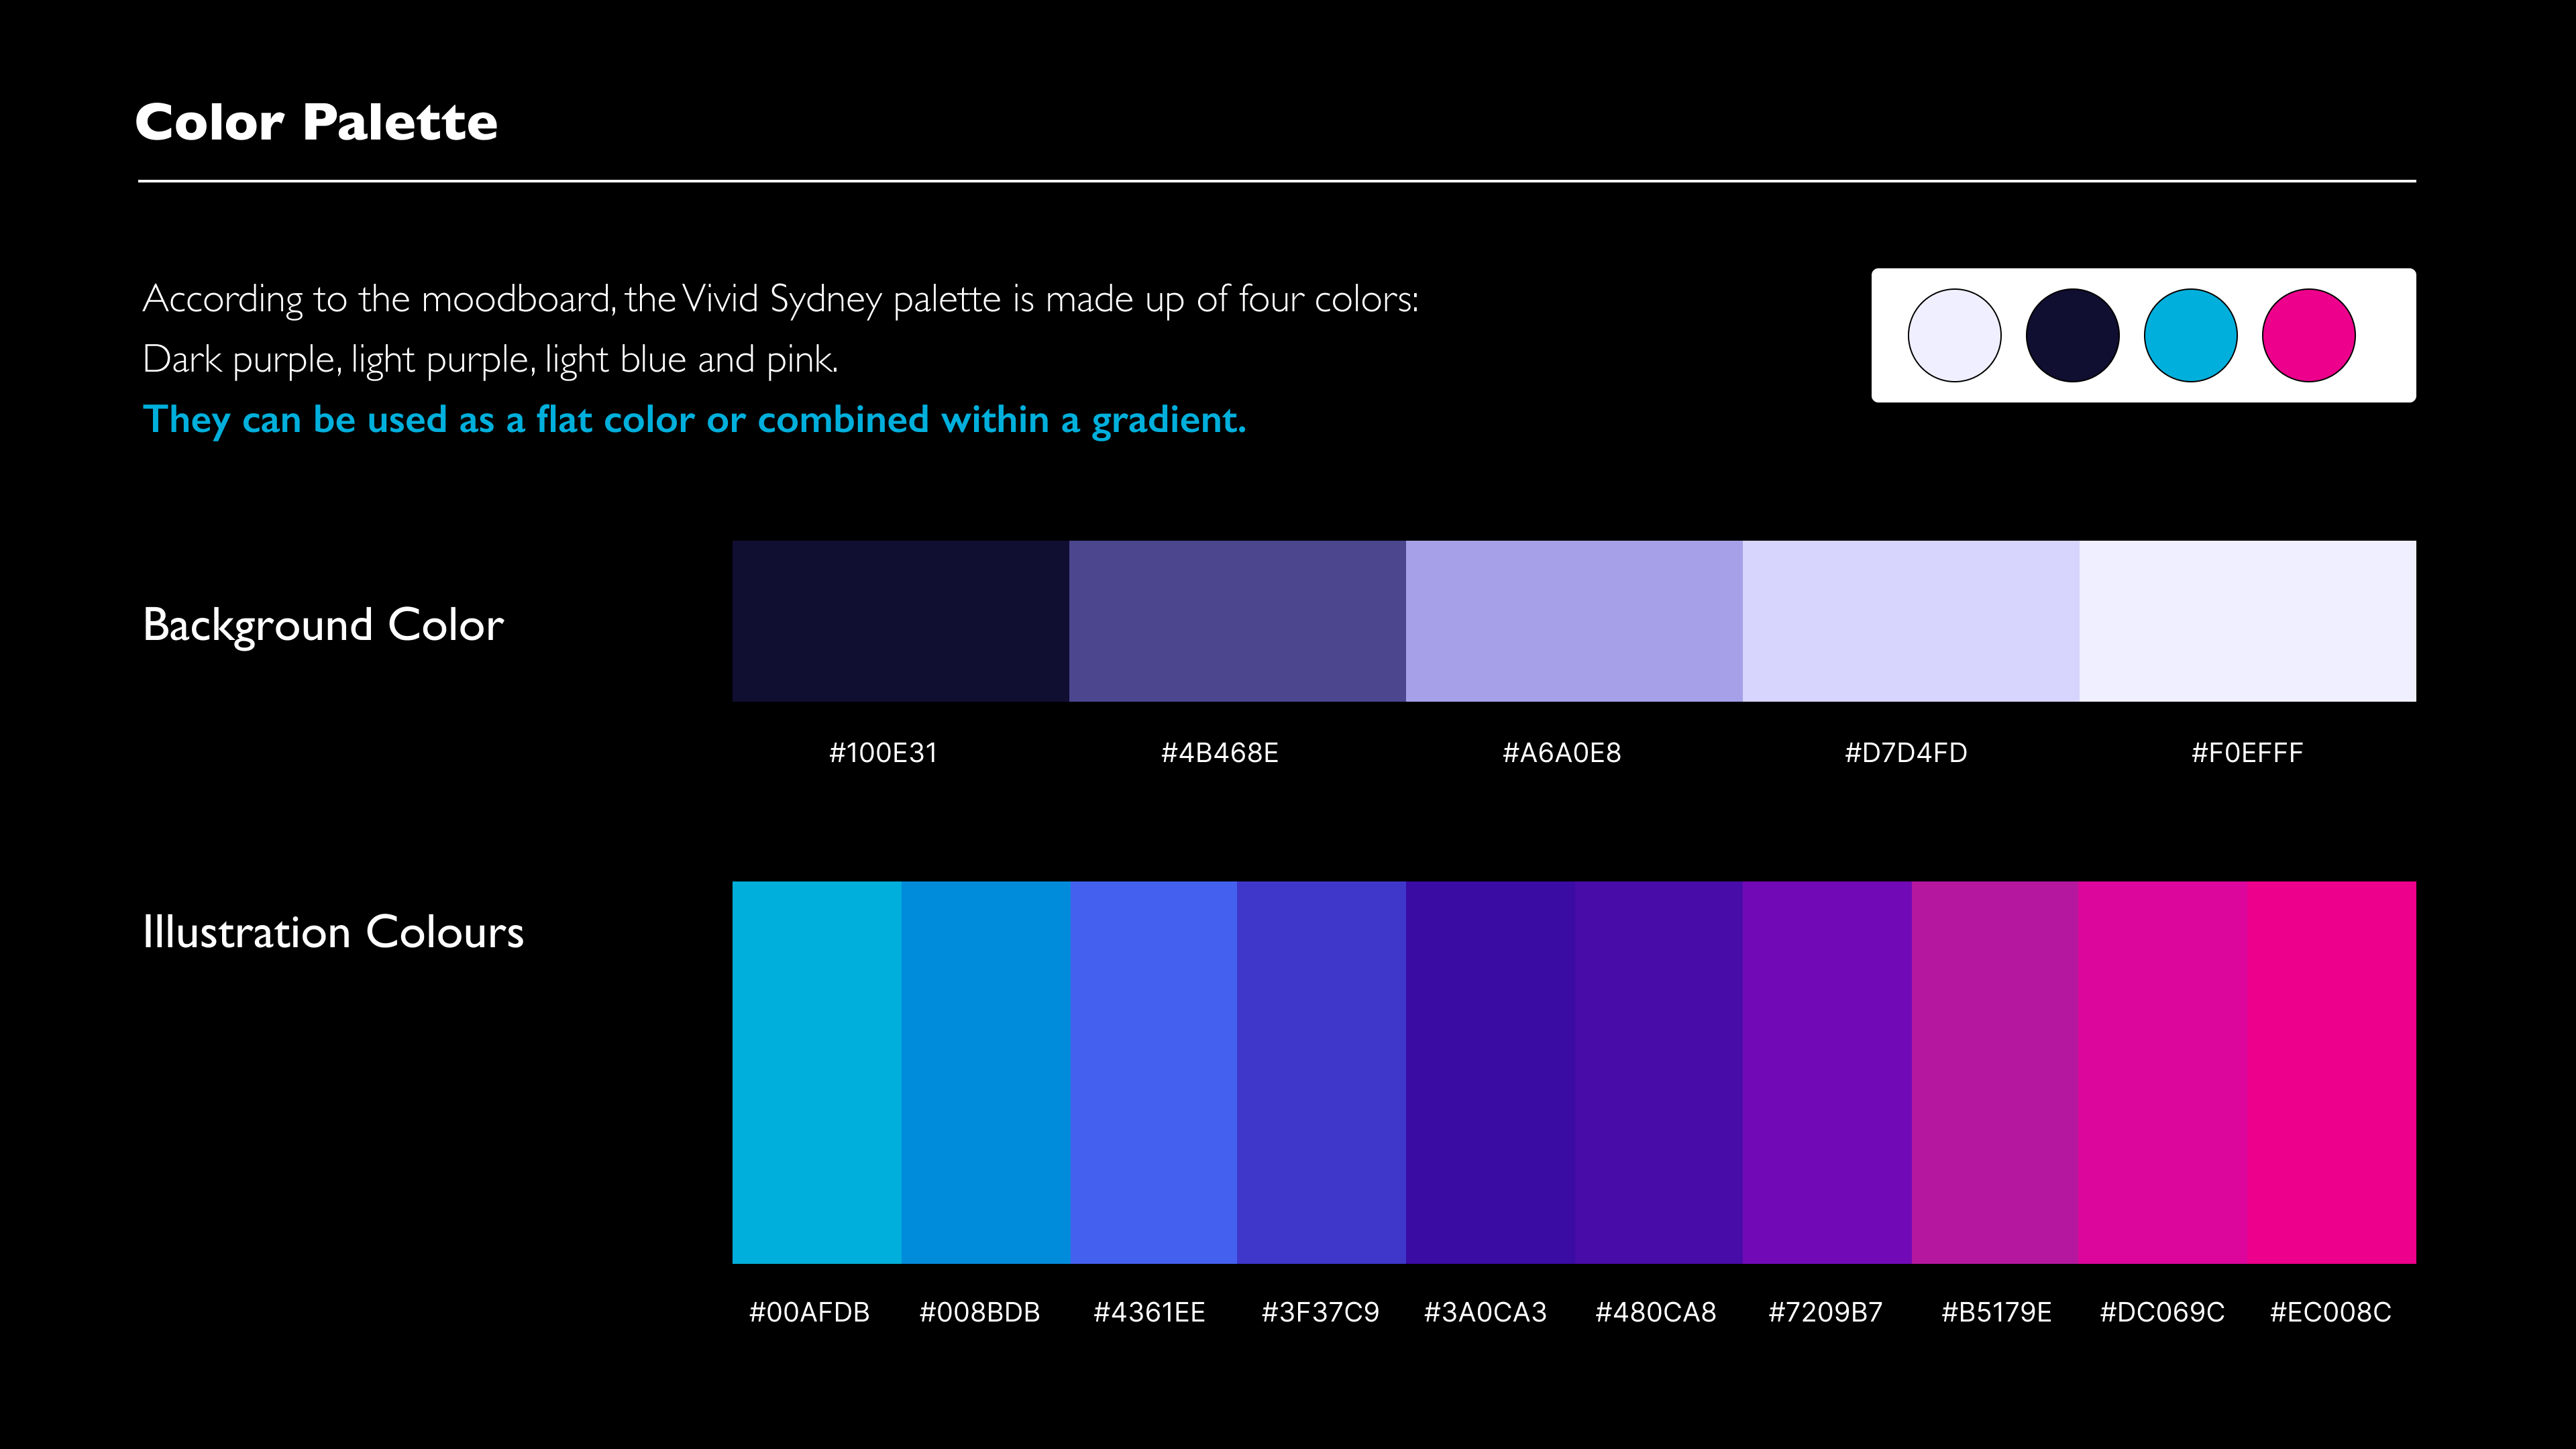 Color Palette
According to the moodboard, the Vivid Sydney palette is made up of four colors:
Dark purple, light purple, light blue and pink.
They can be used as a flat color or combined within a gradient.
Background Color
#100E31 #4B468E #A6A0E8 #D7D4FD #F0EFFF
Illustration Colours
#00AFDB #008BDB #4361EE #3F37C9 #3A0CA3 #480CA8 #7209B7 #B5179E #DC069C #EC008C